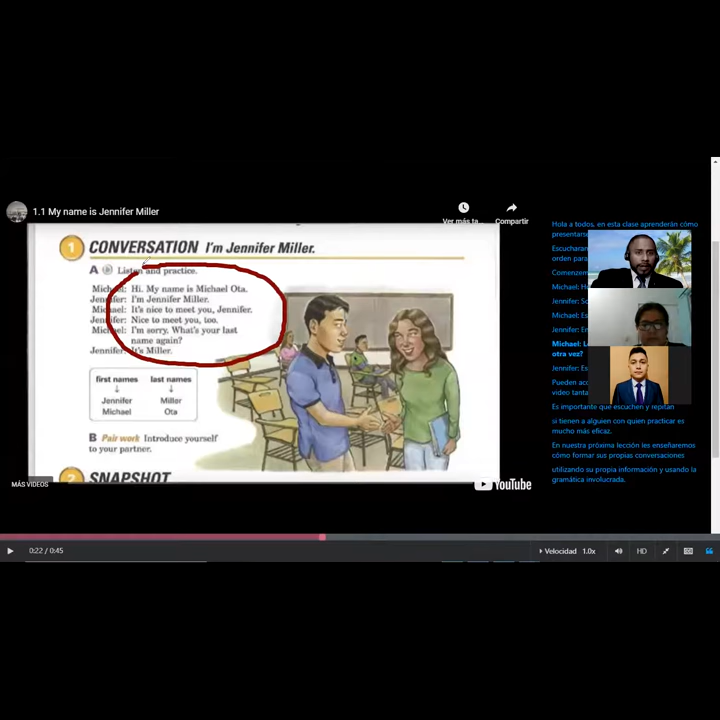 1.1 My name is Jennifer Miller
Ver más ta...
Compartir
1 CONVERSATION I'm Jennifer Miller.
A Listen and practice.
Michael: Hi. My name is Michael Ota.
Jennifer: I'm Jennifer Miller.
Michael: It's nice to meet you, Jennifer.
Jennifer: Nice to meet you, too.
Michael: I'm sorry. What's your last
name again?
Jennifer: It's Miller.
first names last names
Jennifer Miller
Michael Ota
B Pair work Introduce yourself
to your partner.
2 SNAPSHOT
MÁS VIDEOS
YouTube
0:22 / 0:45
Velocidad 1.0x
HD
Hola a todos, en esta clase aprenderán cómo
presentarse
Escucharan
orden para
Comenzem
Michael: H
Jennifer: So
Michael: Es
Jennifer: En
Michael: L
otra vez?
Jennifer: Es
Pueden aco
video tanta
Es importante que escuchen y repitan
si tienen a alguien con quien practicar es
mucho más eficaz.
En nuestra próxima lección les enseñaremos
cómo formar sus propias conversaciones
utilizando su propia información y usando la
gramática involucrada.